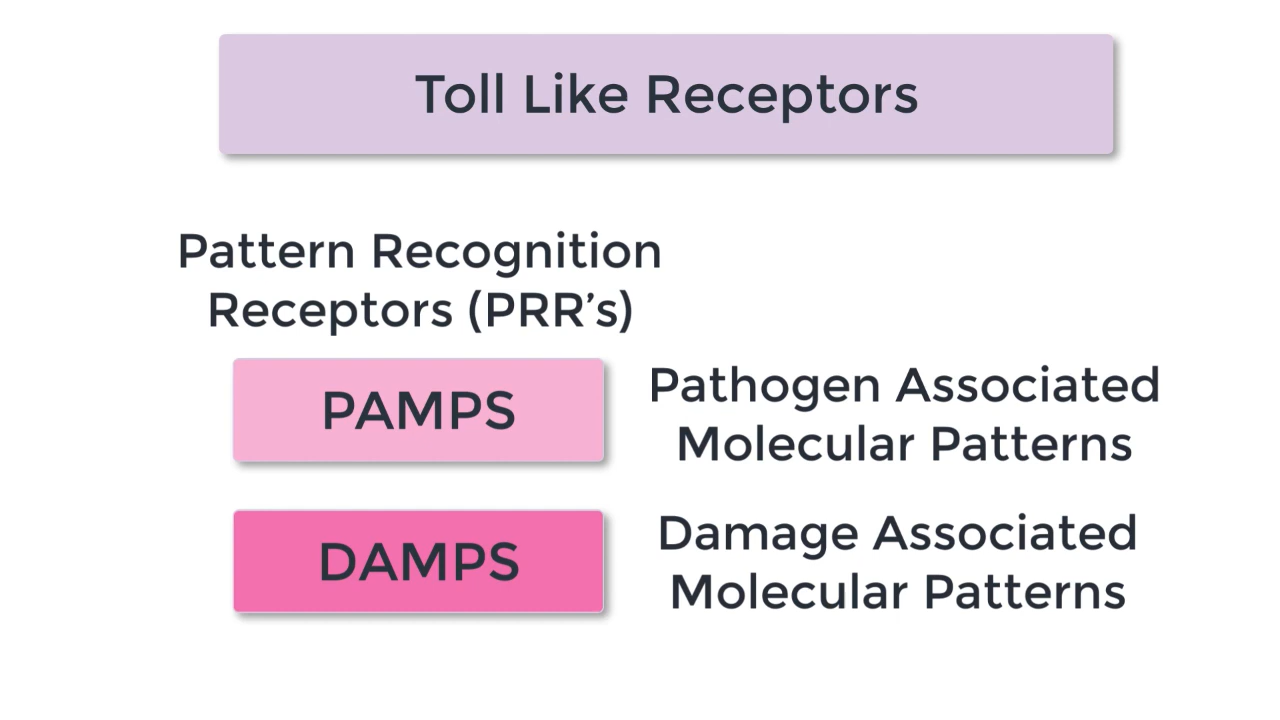 Toll Like Receptors
Pattern Recognition
Receptors (PRR’s)
PAMPS
Pathogen Associated
Molecular Patterns
DAMPS
Damage Associated
Molecular Patterns